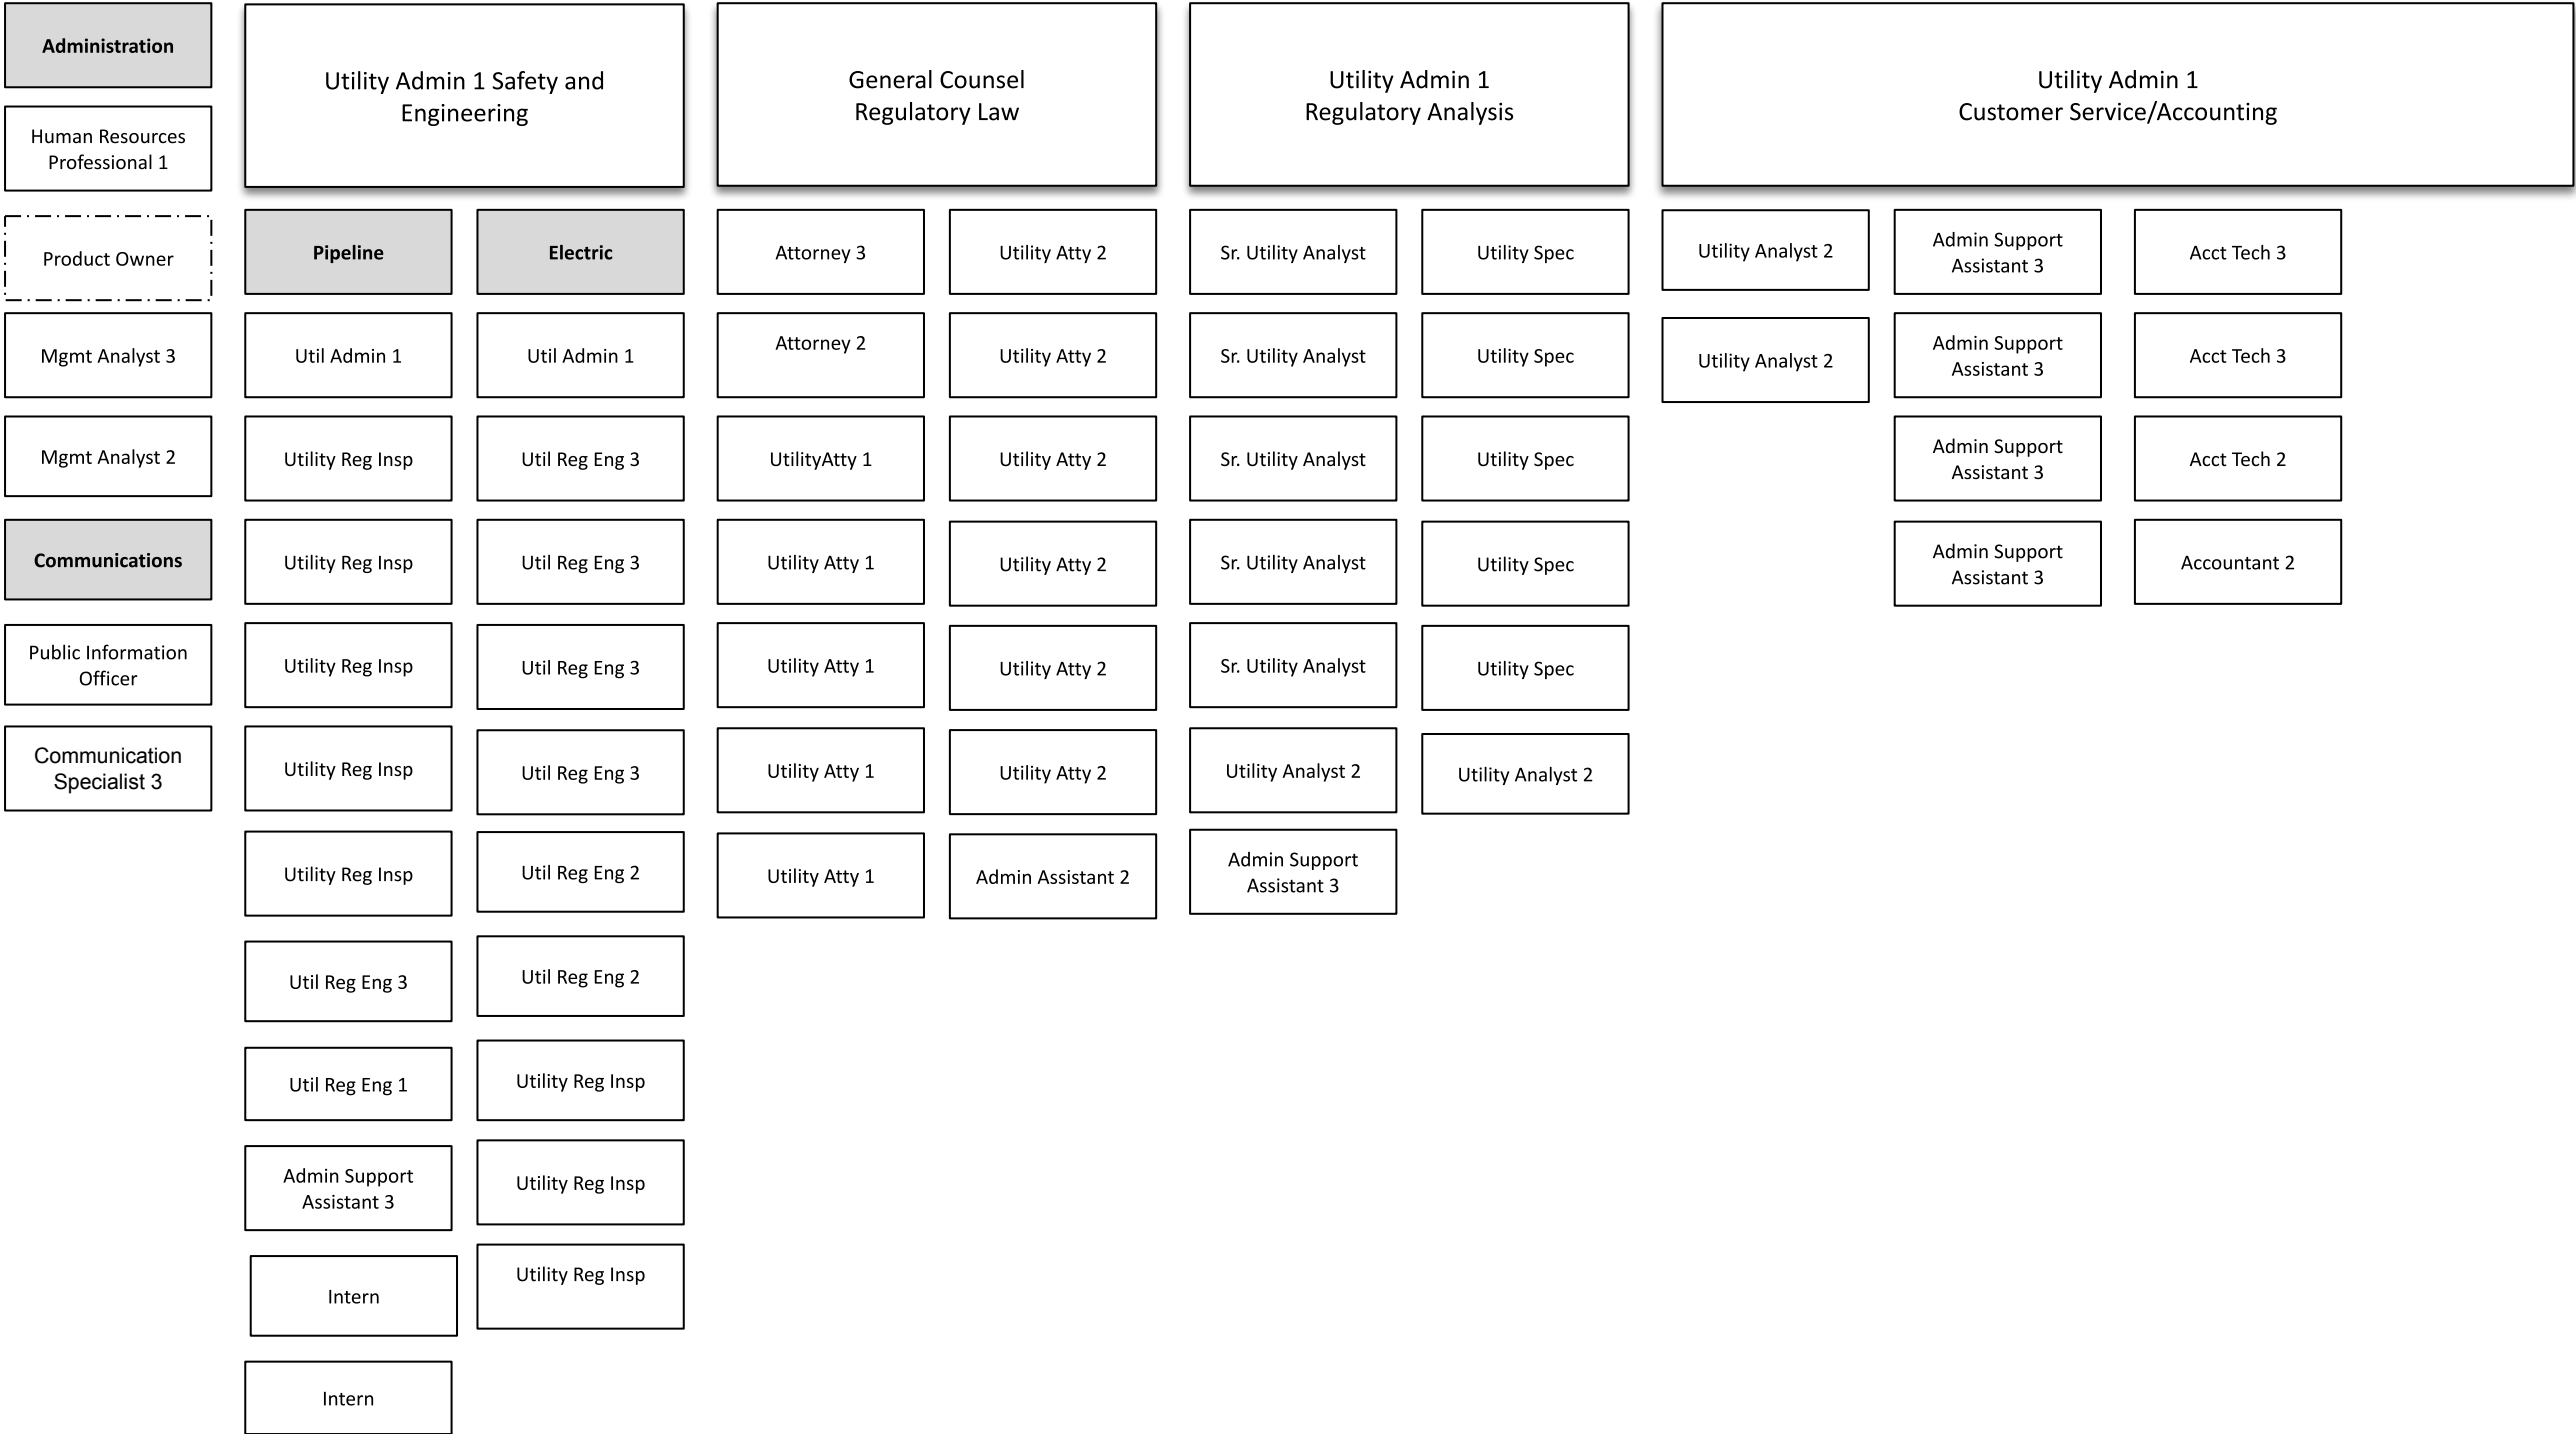 Administration
Human Resources
Professional 1
Product Owner
Mgmt Analyst 3
Mgmt Analyst 2
Communications
Public Information
Officer
Communication
Specialist 3
Utility Admin 1 Safety and
Engineering
Pipeline
Util Admin 1
Utility Reg Insp
Utility Reg Insp
Utility Reg Insp
Utility Reg Insp
Utility Reg Insp
Util Reg Eng 3
Util Reg Eng 1
Admin Support
Assistant 3
Intern
Intern
Electric
Util Admin 1
Util Reg Eng 3
Util Reg Eng 3
Util Reg Eng 3
Util Reg Eng 3
Util Reg Eng 2
Util Reg Eng 2
Utility Reg Insp
Utility Reg Insp
Utility Reg Insp
General Counsel
Regulatory Law
Attorney 3
Attorney 2
UtilityAtty 1
Utility Atty 1
Utility Atty 1
Utility Atty 1
Utility Atty 1
Utility Atty 2
Utility Atty 2
Utility Atty 2
Utility Atty 2
Utility Atty 2
Utility Atty 2
Admin Assistant 2
Utility Admin 1
Regulatory Analysis
Sr. Utility Analyst
Sr. Utility Analyst
Sr. Utility Analyst
Sr. Utility Analyst
Sr. Utility Analyst
Utility Analyst 2
Admin Support
Assistant 3
Utility Spec
Utility Spec
Utility Spec
Utility Spec
Utility Spec
Utility Analyst 2
Utility Admin 1
Customer Service/Accounting
Utility Analyst 2
Utility Analyst 2
Admin Support
Assistant 3
Admin Support
Assistant 3
Admin Support
Assistant 3
Admin Support
Assistant 3
Acct Tech 3
Acct Tech 3
Acct Tech 2
Accountant 2